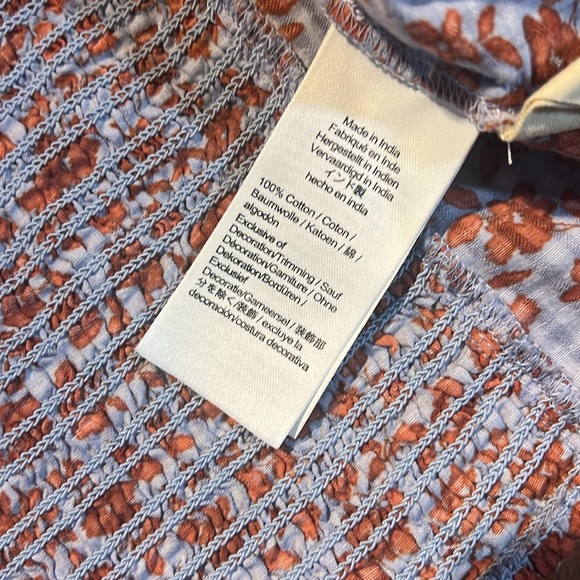 Made in India
Fabriqué en Inde
Hergestellt in Indien
Vervaardigd in India
インド製
hecho en india
100% Cotton / Coton /
Baumwolle / Katoen / 綿 /
algodón
Exclusive of
Decoration/Trimming / Sauf
Décoration/Garniture / Ohne
Dekoration/Bordüren /
Exclusief
Decoratie/Garneersel / 装飾部
分を除く/装飾 / excluye la
decoración/costura decorativa